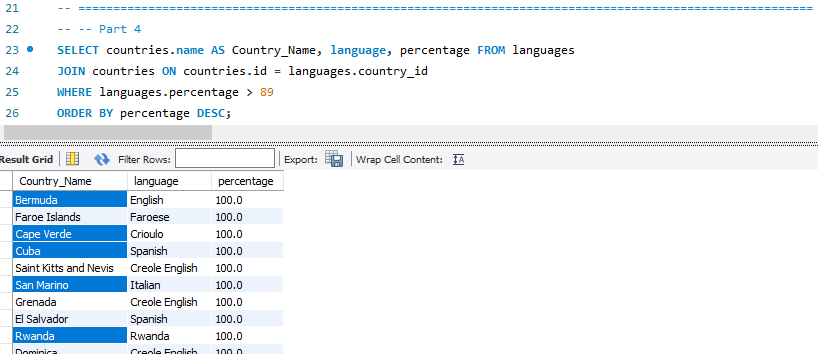 21 -- ================================================================================
22 -- -- Part 4
23 SELECT countries.name AS Country_Name, language, percentage FROM languages
24 JOIN countries ON countries.id = languages.country_id
25 WHERE languages.percentage > 89
26 ORDER BY percentage DESC;
Result Grid Filter Rows: Export: Wrap Cell Content: IA
Country_Name language percentage
Bermuda English 100.0
Faroe Islands Faroese 100.0
Cape Verde Crioulo 100.0
Cuba Spanish 100.0
Saint Kitts and Nevis Creole English 100.0
San Marino Italian 100.0
Grenada Creole English 100.0
El Salvador Spanish 100.0
Rwanda Rwanda 100.0
Dominica Creole English 100.0